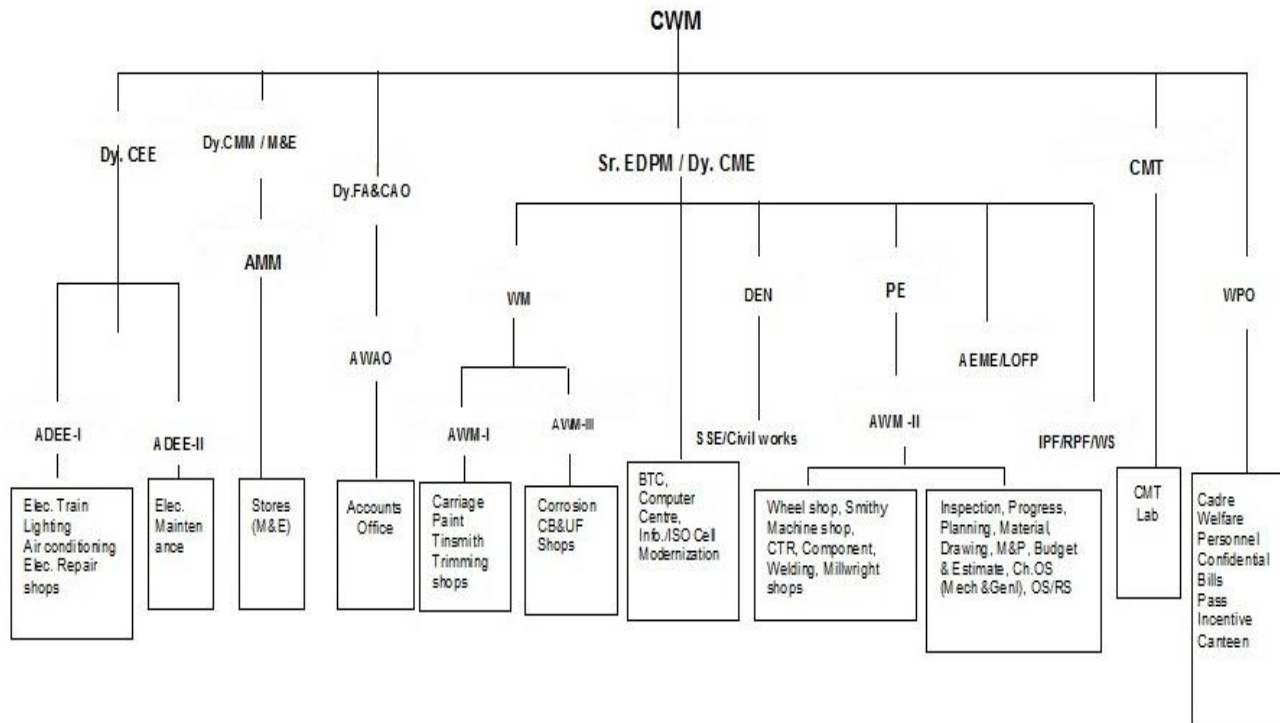 CWM
Dy. CEE
Dy.CMM / M&E
Dy.FA&CAO
Sr. EDPM / Dy. CME
CMT
AMM
WM
DEN
PE
WPO
AWAO
AEME/LOFP
ADEE-I
ADEE-II
AWM-I
AWM-III
SSE/Civil works
AWM -II
IPF/RPF/WS
Elec. Train
Lighting
Air conditioning
Elec. Repair
shops
Elec.
Mainten
ance
Stores
(M&E)
Accounts
Office
Carriage
Paint
Tinsmith
Trimming
shops
Corrosion
CB&UF
Shops
BTC,
Computer
Centre,
Info./ISO Cell
Modernization
Wheel shop, Smithy
Machine shop,
CTR, Component,
Welding, Millwright
shops
Inspection, Progress,
Planning, Material,
Drawing, M&P, Budget
& Estimate, Ch.OS
(Mech &Genl), OS/RS
CMT
Lab
Cadre
Welfare
Personnel
Confidential
Bills
Pass
Incentive
Canteen